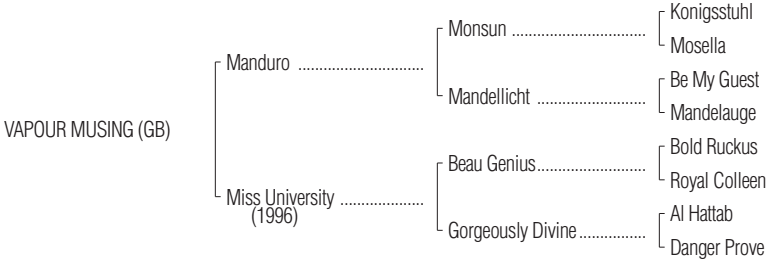 Konigsstuhl
Monsun ..............................
Mosella
Manduro ............................
Be My Guest
Mandellicht ........................
Mandelauge
VAPOUR MUSING (GB)
Bold Ruckus
Beau Genius........................
Royal Colleen
Miss University ....................
(1996)
Al Hattab
Gorgeously Divine................
Danger Prove